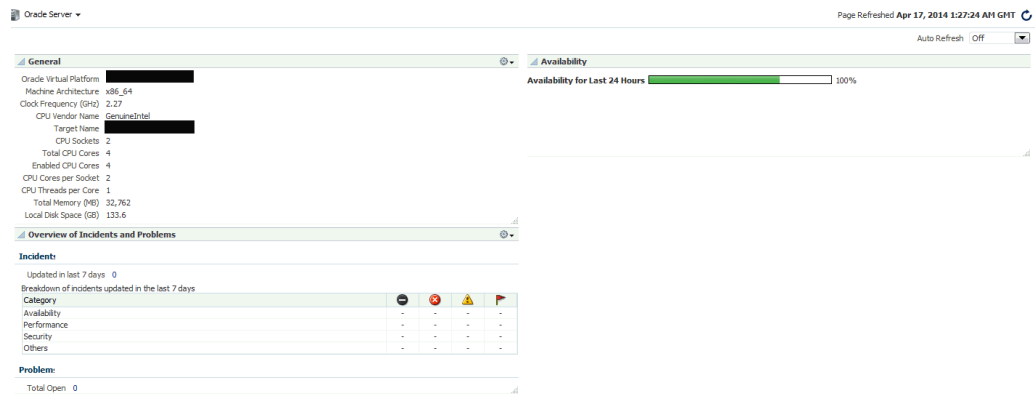 Oracle Server
Page Refreshed Apr 17, 2014 1:27:24 AM GMT
Auto Refresh Off
General
Oracle Virtual Platform
Machine Architecture x86_64
Clock Frequency (GHz) 2.27
CPU Vendor Name GenuineIntel
Target Name
CPU Sockets 2
Total CPU Cores 4
Enabled CPU Cores 4
CPU Cores per Socket 2
CPU Threads per Core 1
Total Memory (MB) 32,762
Local Disk Space (GB) 133.6
Availability
Availability for Last 24 Hours 100%
Overview of Incidents and Problems
Incidents
Updated in last 7 days 0
Breakdown of incidents updated in the last 7 days
Category
Availability - - - -
Performance - - - -
Security - - - -
Others - - - -
Problems
Total Open 0